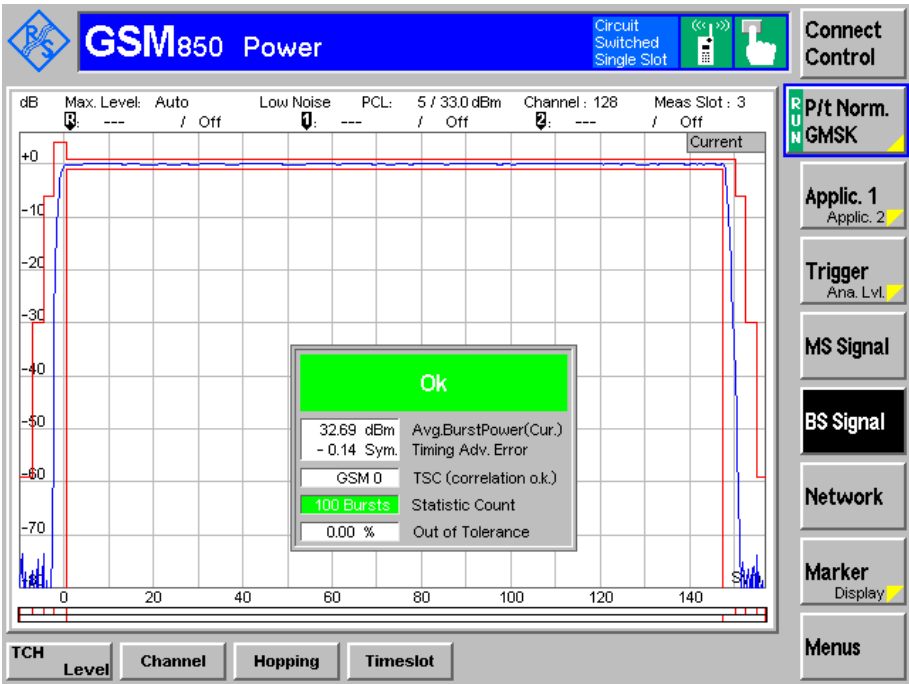 R&S
GSM850 Power
Circuit Switched Single Slot
Connect Control
dB Max. Level: Auto Low Noise PCL: 5 / 33.0 dBm Channel : 128 Meas Slot : 3
R: --- / Off 1: --- / Off 2: --- / Off
Current
+0
-10
-20
-30
-40
-50
-60
-70
-80
S
0 20 40 60 80 100 120 140
Ok
32.69 dBm Avg.BurstPower(Cur.)
- 0.14 Sym. Timing Adv. Error
GSM 0 TSC (correlation o.k.)
100 Bursts Statistic Count
0.00 % Out of Tolerance
RUN
P/t Norm.
GMSK
Applic. 1
Applic. 2
Trigger
Ana. Lvl.
MS Signal
BS Signal
Network
Marker
Display
Menus
TCH Level
Channel
Hopping
Timeslot